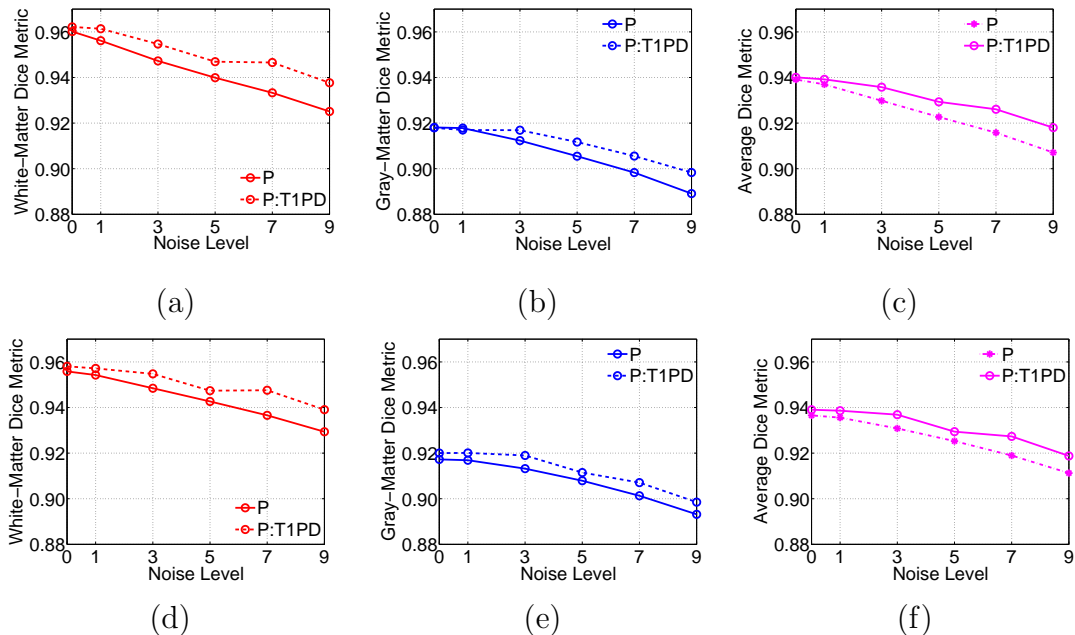 White−Matter Dice Metric
0.96
0.94
0.92
0.90
0.88
0 1 3 5 7 9
Noise Level
P
P:T1PD
(a)
Gray−Matter Dice Metric
0.96
0.94
0.92
0.90
0.88
0 1 3 5 7 9
Noise Level
P
P:T1PD
(b)
Average Dice Metric
0.96
0.94
0.92
0.90
0.88
0 1 3 5 7 9
Noise Level
P
P:T1PD
(c)
White−Matter Dice Metric
0.96
0.94
0.92
0.90
0.88
0 1 3 5 7 9
Noise Level
P
P:T1PD
(d)
Gray−Matter Dice Metric
0.96
0.94
0.92
0.90
0.88
0 1 3 5 7 9
Noise Level
P
P:T1PD
(e)
Average Dice Metric
0.96
0.94
0.92
0.90
0.88
0 1 3 5 7 9
Noise Level
P
P:T1PD
(f)